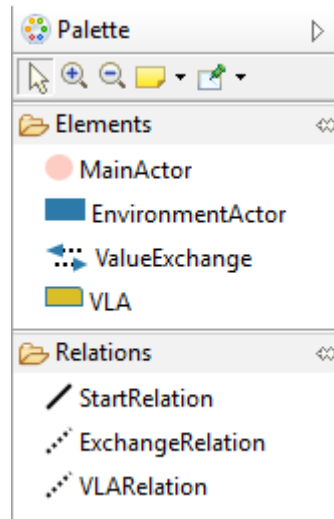 Palette
Elements
MainActor
EnvironmentActor
ValueExchange
VLA
Relations
StartRelation
ExchangeRelation
VLARelation